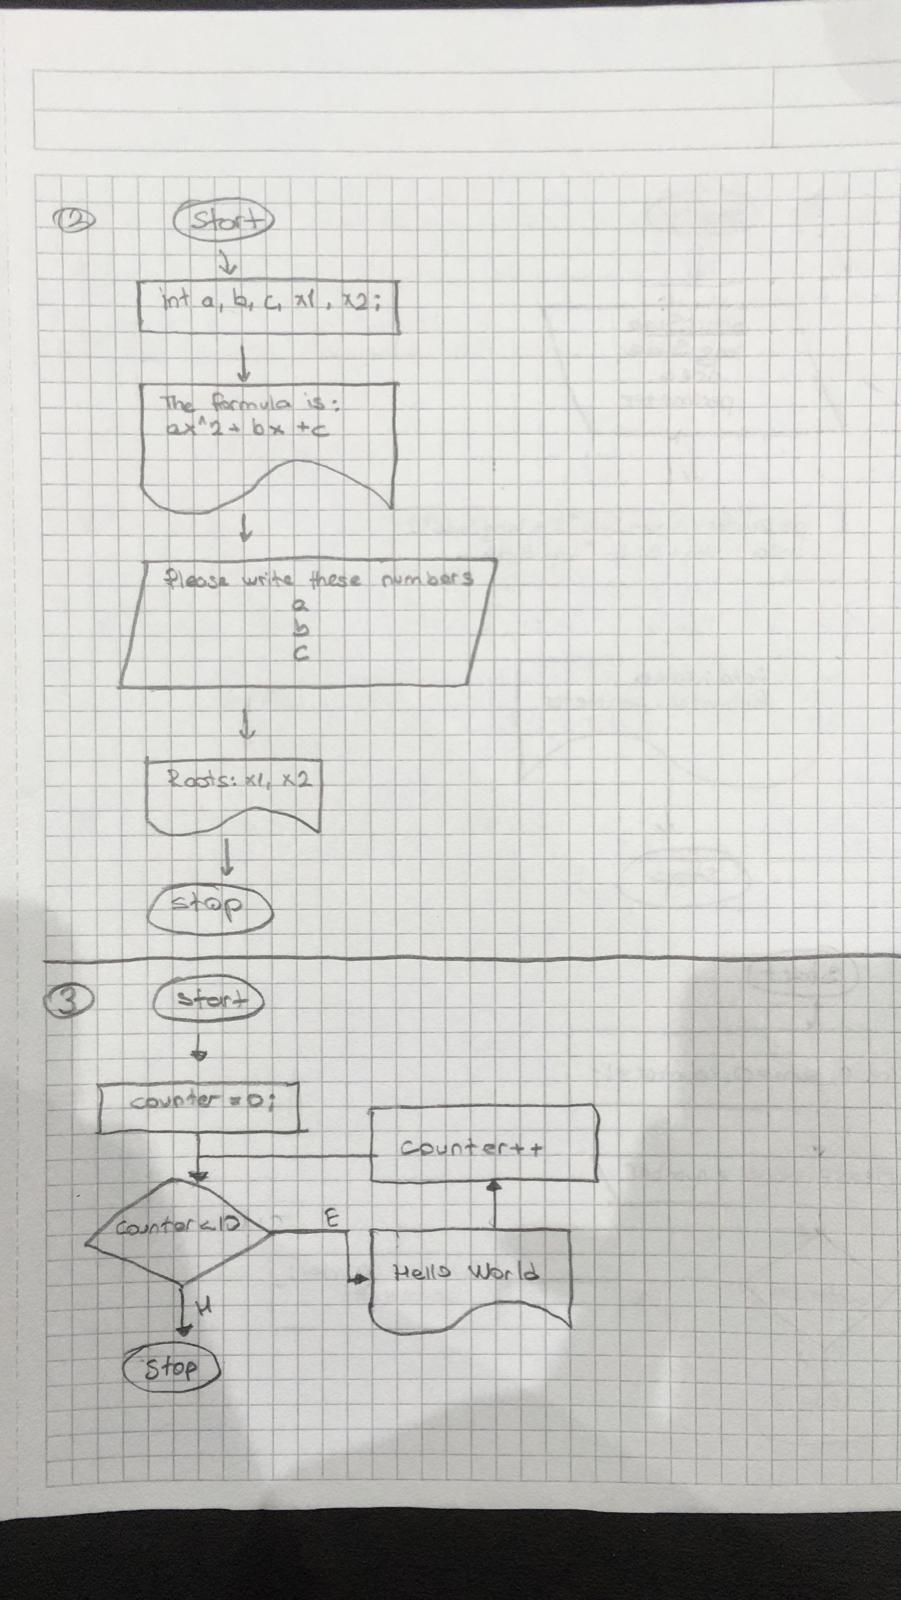 2
Start
int a, b, c, x1, x2;
The formula is:
ax^2+bx+c
Please write these numbers
a
b
c
Roots: x1, x2
stop
3
start
counter=0;
counter++
counter<10
E
Hello World
H
Stop